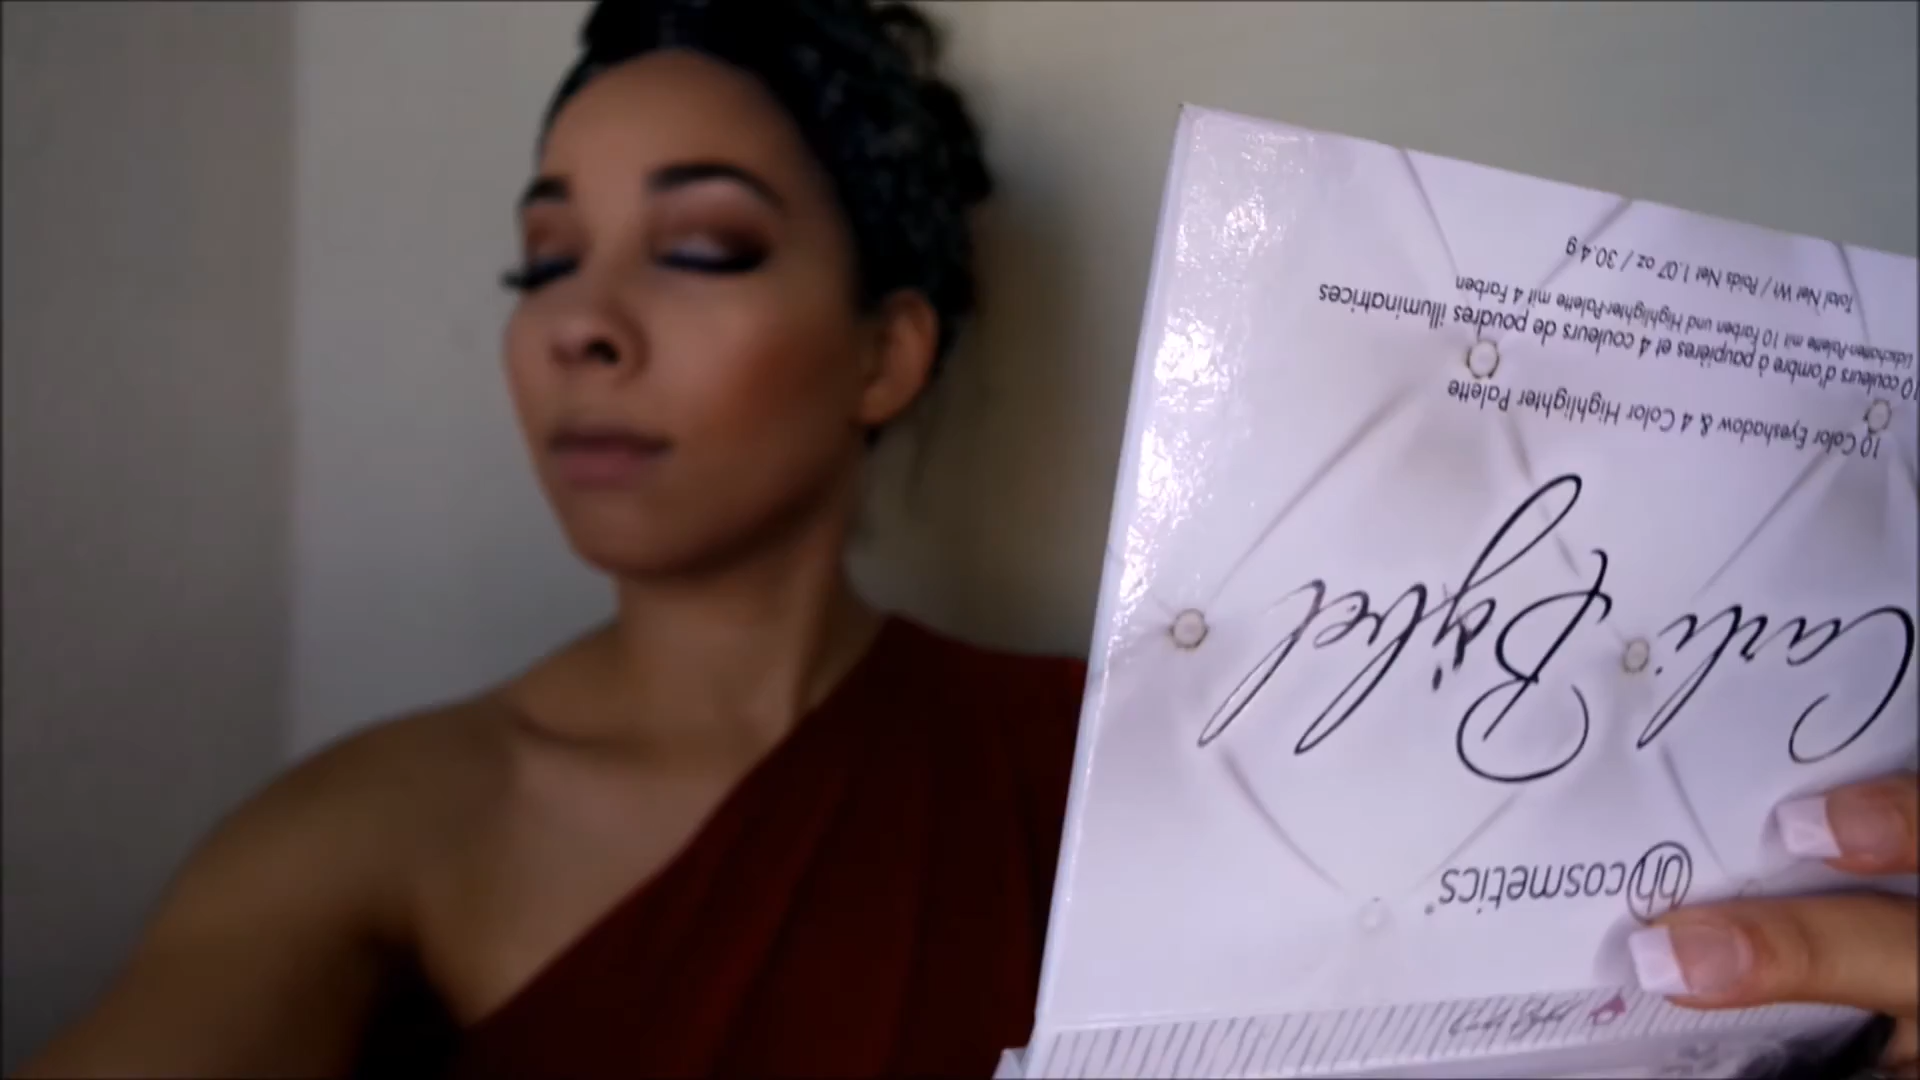 bh cosmetics®
Carli Bybel
10 Color Eyeshadow & 4 Color Highlighter Palette
10 couleurs d'ombre à paupières et 4 couleurs de poudres illuminatrices
Lidschatten-Palette mit 10 Farben und Highlighter-Palette mit 4 Farben
Total Net Wt / Poids Net 1.07 oz / 30.4 g